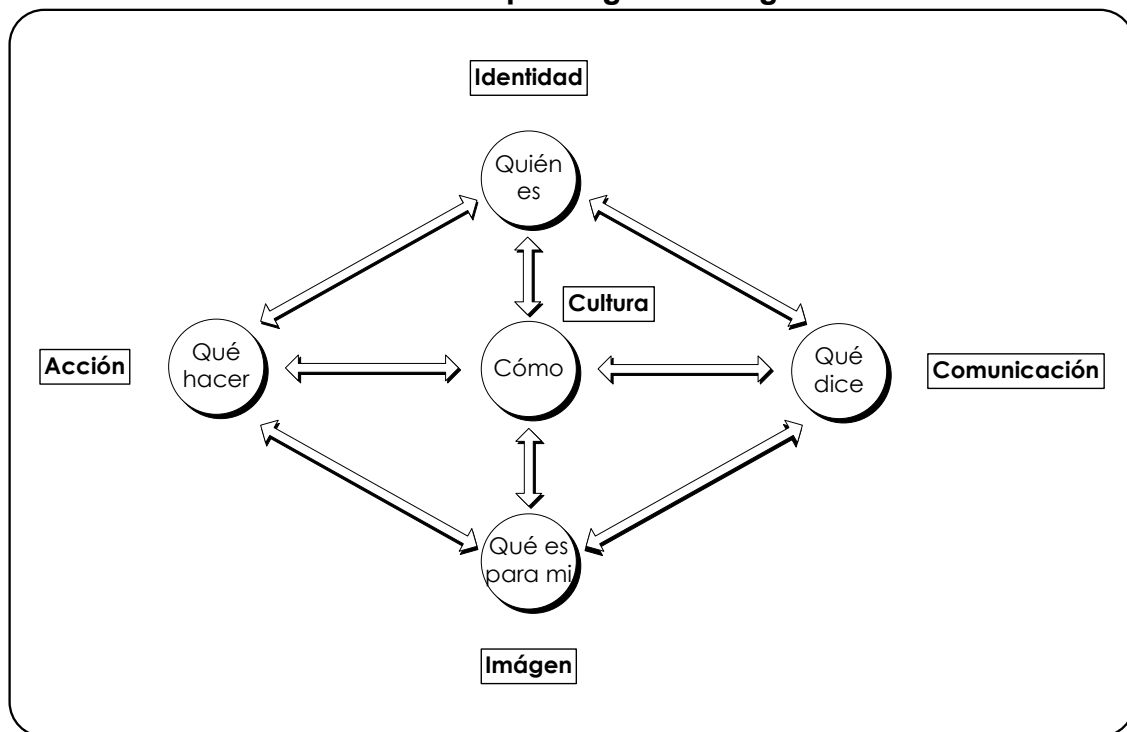 Identidad
Quién
es
Cultura
Acción
Qué
hacer
Cómo
Qué
dice
Comunicación
Qué es
para mi
Imágen